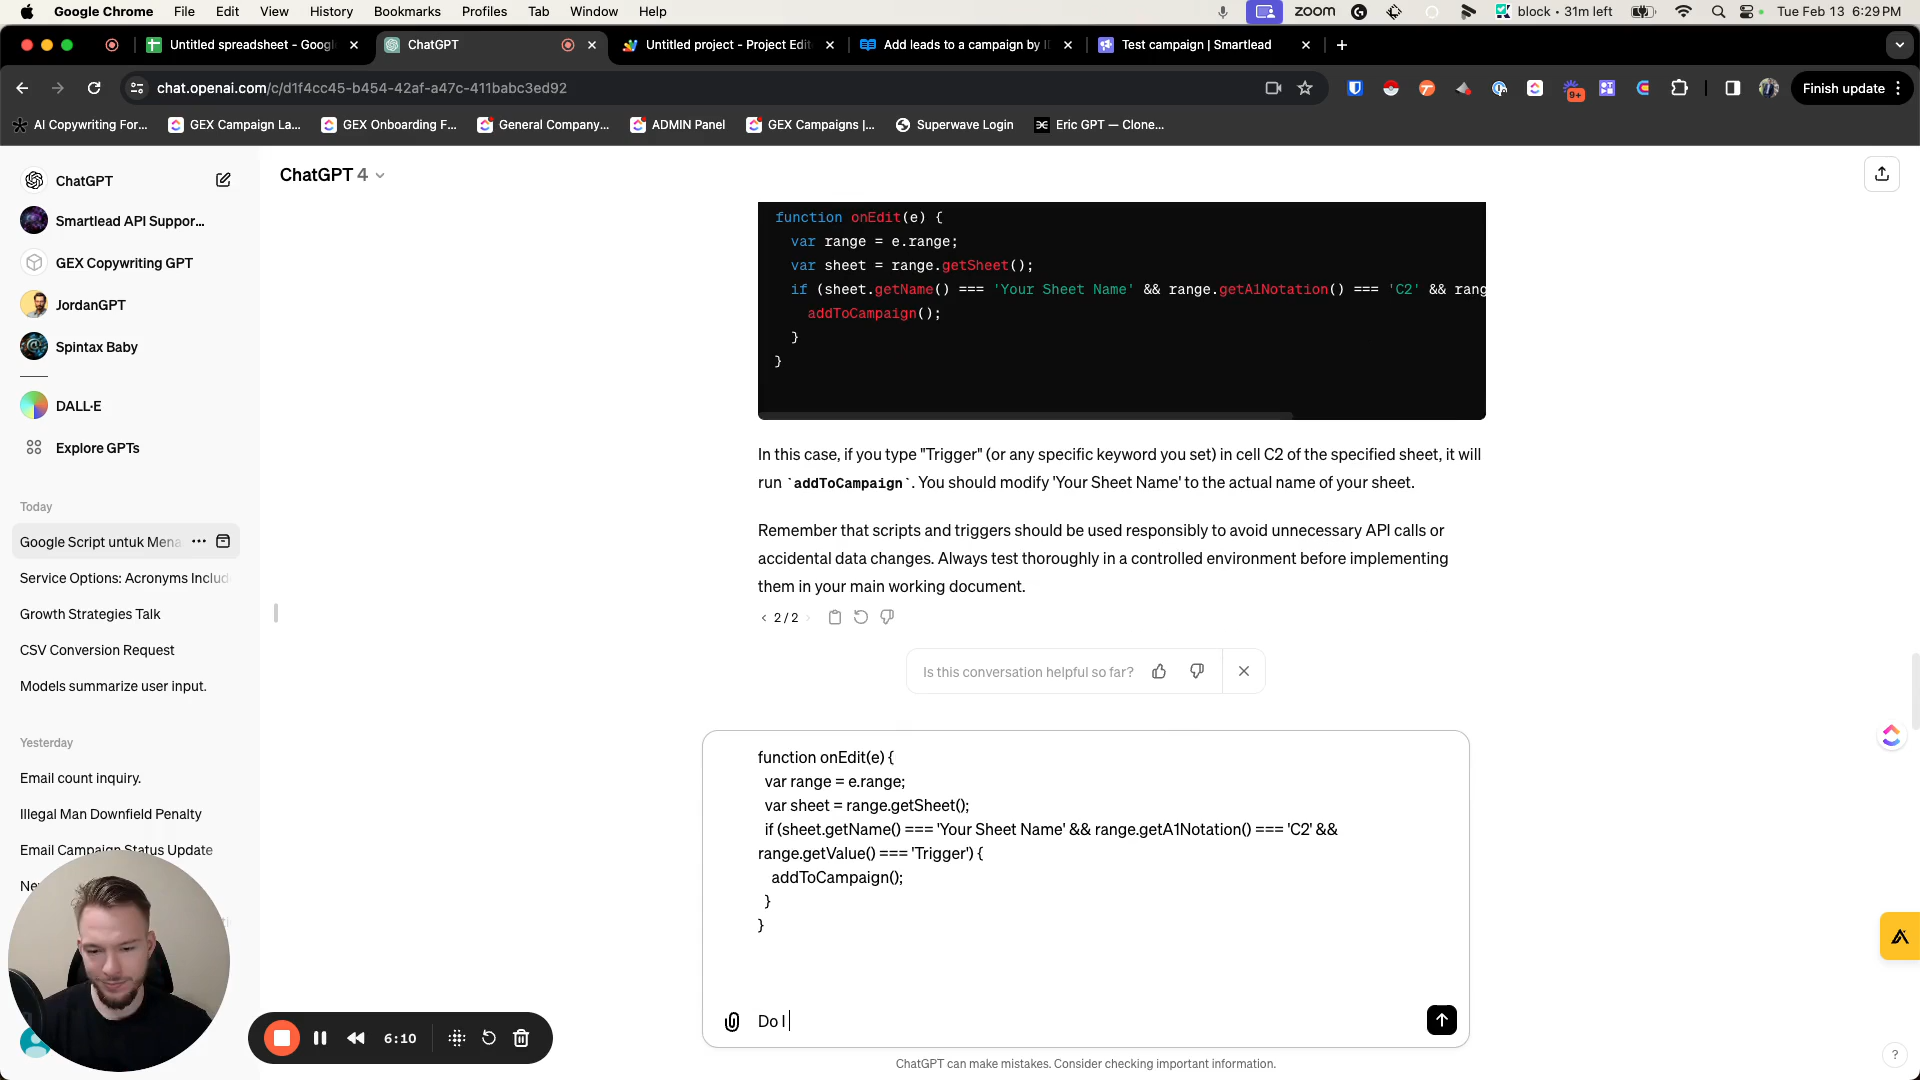 Google Chrome File Edit View History Bookmarks Profiles Tab Window Help
zoom block • 31m left Tue Feb 13 6:29 PM
Untitled spreadsheet - Googl
ChatGPT
Untitled project - Project Edit
Add leads to a campaign by I
Test campaign | Smartlead
chat.openai.com/c/d1f4cc45-b454-42af-a47c-411babc3ed92
9+
Finish update
AI Copywriting For...
GEX Campaign La...
GEX Onboarding F...
General Company...
ADMIN Panel
GEX Campaigns |...
Superwave Login
Eric GPT — Clone...
ChatGPT
Smartlead API Suppor...
GEX Copywriting GPT
JordanGPT
Spintax Baby
DALL·E
Explore GPTs
Today
Google Script untuk Mena
Service Options: Acronyms Includ
Growth Strategies Talk
CSV Conversion Request
Models summarize user input.
Yesterday
Email count inquiry.
Illegal Man Downfield Penalty
Email Campaign Status Update
ChatGPT 4
function onEdit(e) {
var range = e.range;
var sheet = range.getSheet();
if (sheet.getName() === 'Your Sheet Name' && range.getA1Notation() === 'C2' && rang
addToCampaign();
}
}
In this case, if you type "Trigger" (or any specific keyword you set) in cell C2 of the specified sheet, it will
run `addToCampaign`. You should modify 'Your Sheet Name' to the actual name of your sheet.
Remember that scripts and triggers should be used responsibly to avoid unnecessary API calls or
accidental data changes. Always test thoroughly in a controlled environment before implementing
them in your main working document.
2 / 2
Is this conversation helpful so far?
function onEdit(e) {
var range = e.range;
var sheet = range.getSheet();
if (sheet.getName() === 'Your Sheet Name' && range.getA1Notation() === 'C2' &&
range.getValue() === 'Trigger') {
addToCampaign();
}
}
Do I
6:10
ChatGPT can make mistakes. Consider checking important information.
?